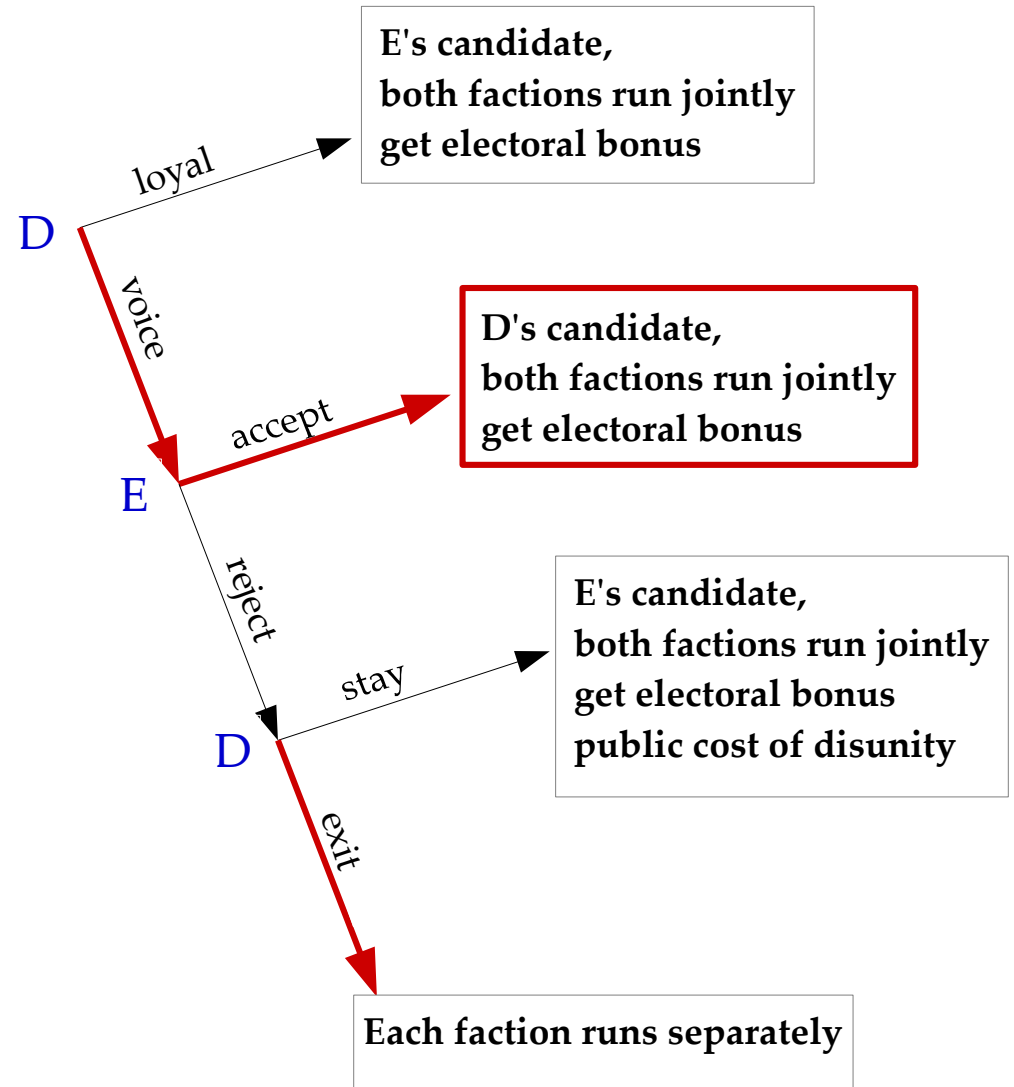 E's candidate,
both factions run jointly
get electoral bonus
loyal
D
voice
D's candidate,
both factions run jointly
get electoral bonus
accept
E
reject
E's candidate,
both factions run jointly
get electoral bonus
public cost of disunity
stay
D
exit
Each faction runs separately